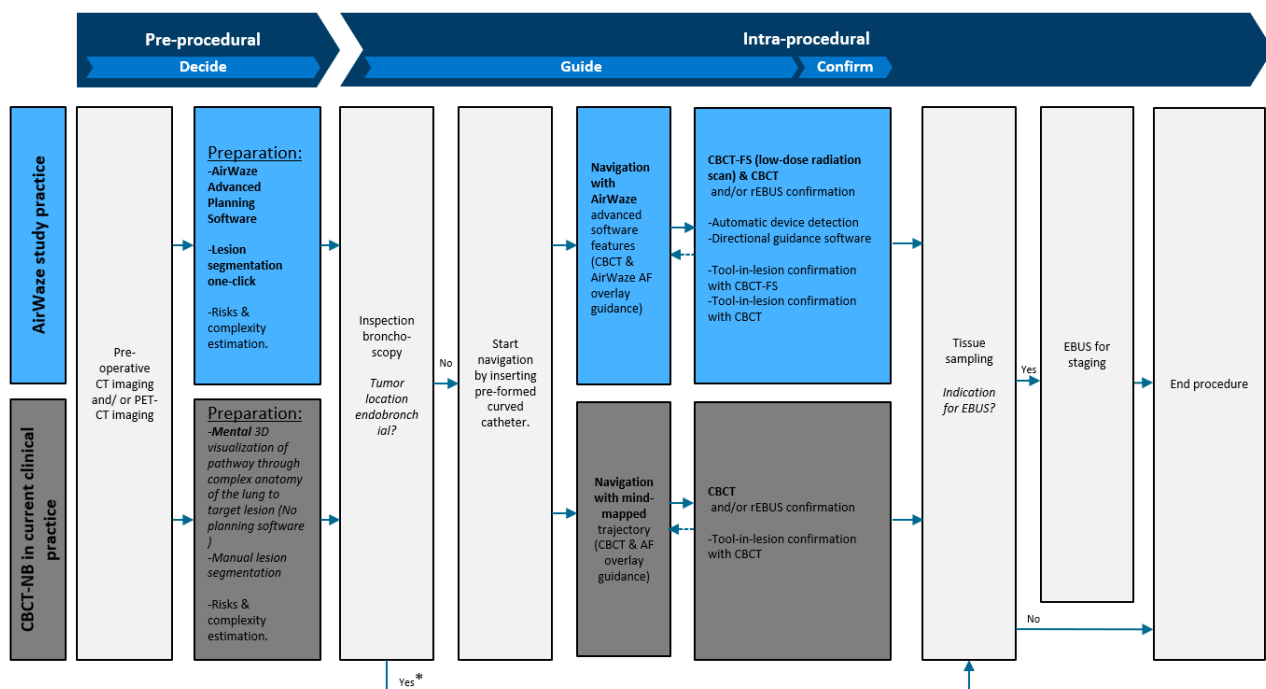 Pre-procedural
Intra-procedural
Decide
Guide
Confirm
AirWaze study practice
CBCT-NB in current clinical
practice
Pre-
operative
CT imaging
and/ or PET-
CT imaging
Preparation:
-AirWaze
Advanced
Planning
Software
-Lesion
segmentation
one-click
-Risks &
complexity
estimation.
Preparation:
-Mental 3D
visualization of
pathway through
complex anatomy
of the lung to
target lesion (No
planning software
)
-Manual lesion
segmentation
-Risks &
complexity
estimation.
Inspection
broncho-
scopy
Tumor
location
endobronch
ial?
No
Yes*
Start
navigation
by inserting
pre-formed
curved
catheter.
Navigation
with
AirWaze
advanced
software
features
(CBCT &
AirWaze AF
overlay
guidance)
Navigation
with mind-
mapped
trajectory
(CBCT & AF
overlay
guidance)
CBCT-FS (low-dose radiation
scan) & CBCT
and/or rEBUS confirmation
-Automatic device detection
-Directional guidance software
-Tool-in-lesion confirmation
with CBCT-FS
-Tool-in-lesion confirmation
with CBCT
CBCT
and/or rEBUS confirmation
-Tool-in-lesion confirmation
with CBCT
Tissue
sampling
Indication
for EBUS?
Yes
No
EBUS for
staging
End procedure